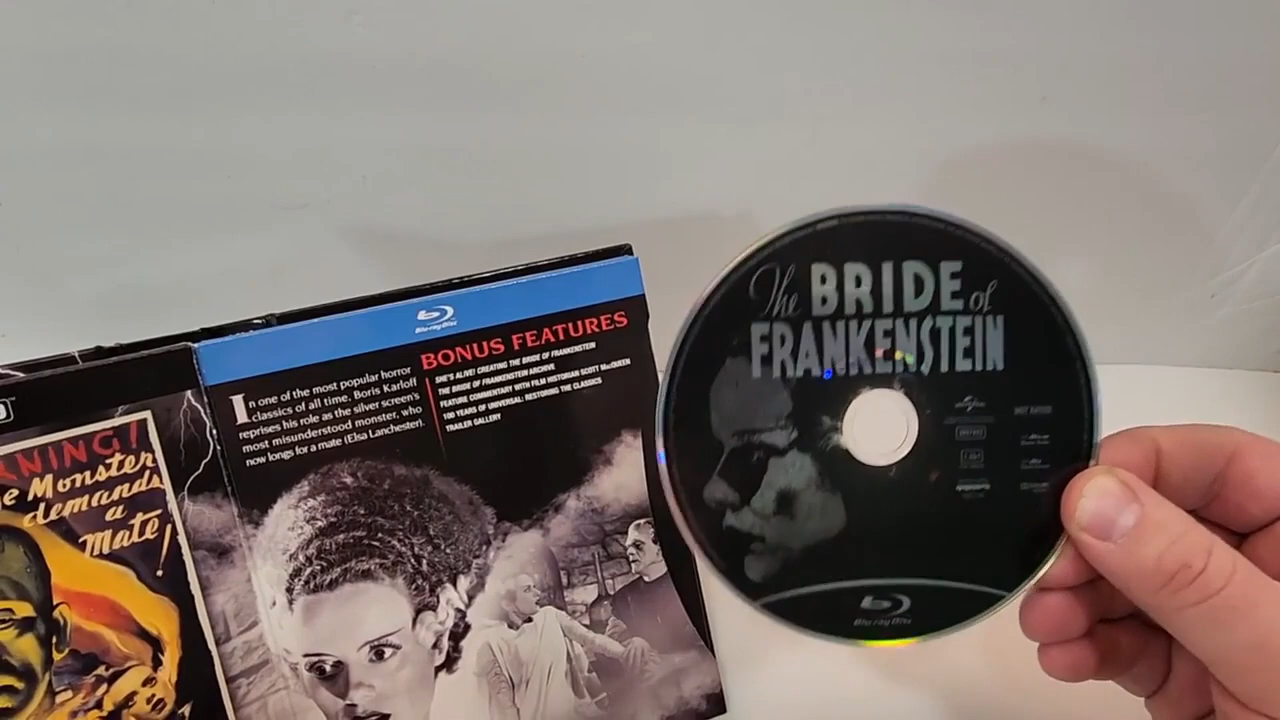 NING!
e Monster
demands
a
Mate!
Blu-ray Disc
In one of the most popular horror
classics of all time, Boris Karloff
reprises his role as the silver screen's
most misunderstood monster, who
now longs for a mate (Elsa Lanchester).
BONUS FEATURES
SHE'S ALIVE! CREATING THE BRIDE OF FRANKENSTEIN
THE BRIDE OF FRANKENSTEIN ARCHIVE
FEATURE COMMENTARY WITH FILM HISTORIAN SCOTT MacQUEEN
100 YEARS OF UNIVERSAL: RESTORING THE CLASSICS
TRAILER GALLERY
The BRIDE of
FRANKENSTEIN
Blu-ray Disc